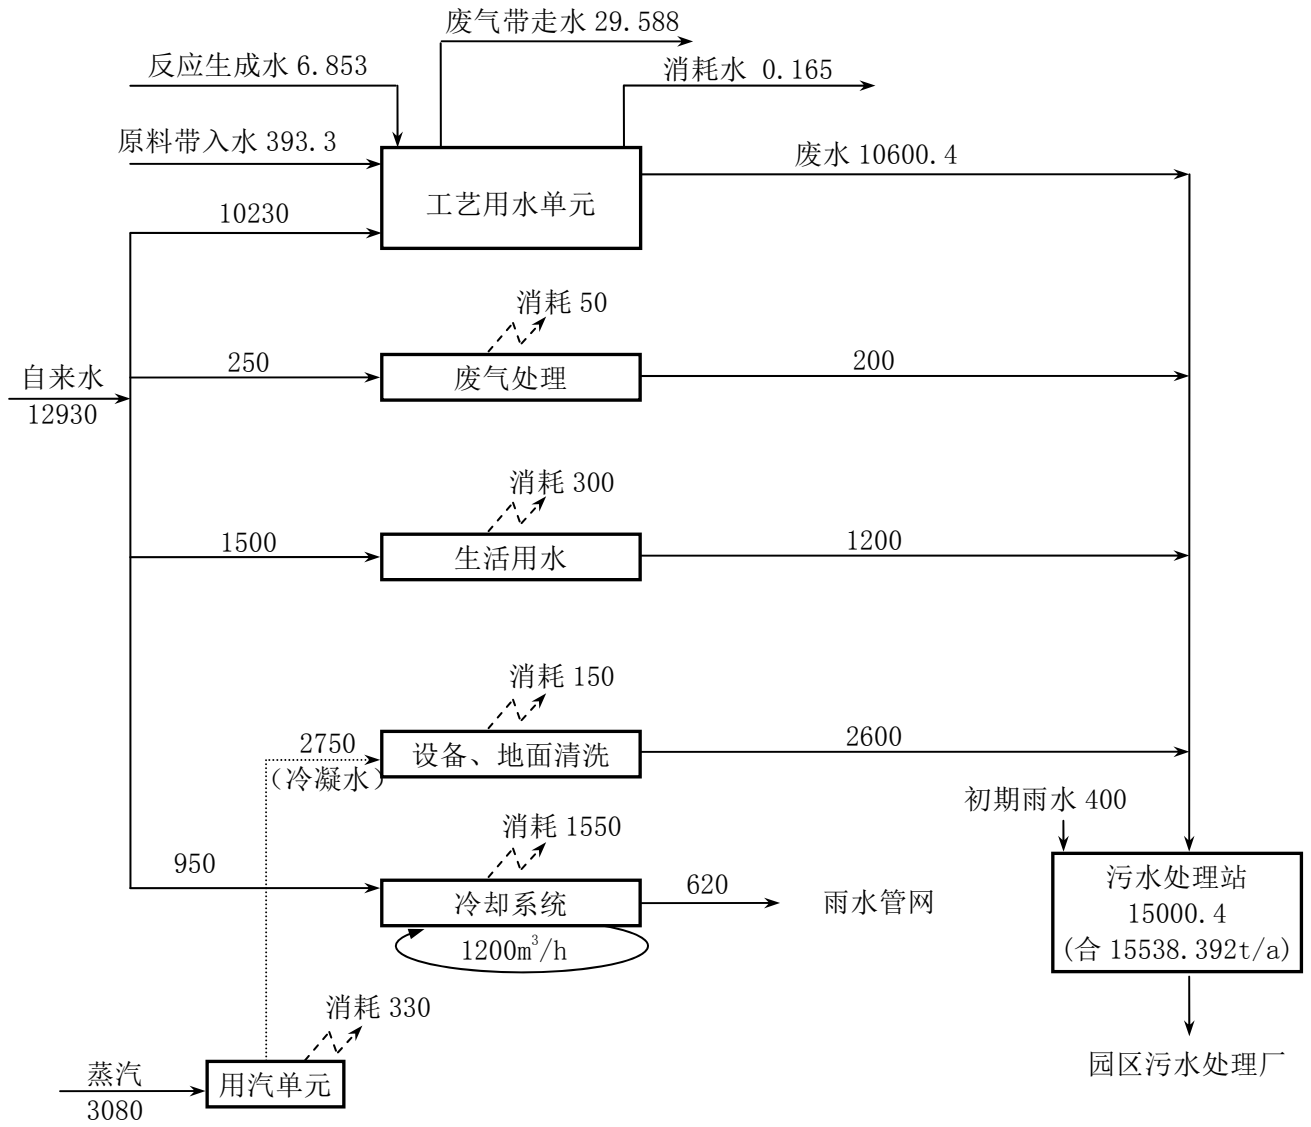 废气带走水 29.588
反应生成水 6.853
消耗水 0.165
原料带入水 393.3
废水 10600.4
工艺用水单元
10230
消耗 50
250
废气处理
200
自来水
12930
消耗 300
1500
生活用水
1200
消耗 150
2750
(冷凝水)
设备、地面清洗
2600
初期雨水 400
消耗 1550
950
冷却系统
620
雨水管网
1200m³/h
污水处理站
15000.4
(合 15538.392t/a)
消耗 330
蒸汽
3080
用汽单元
园区污水处理厂